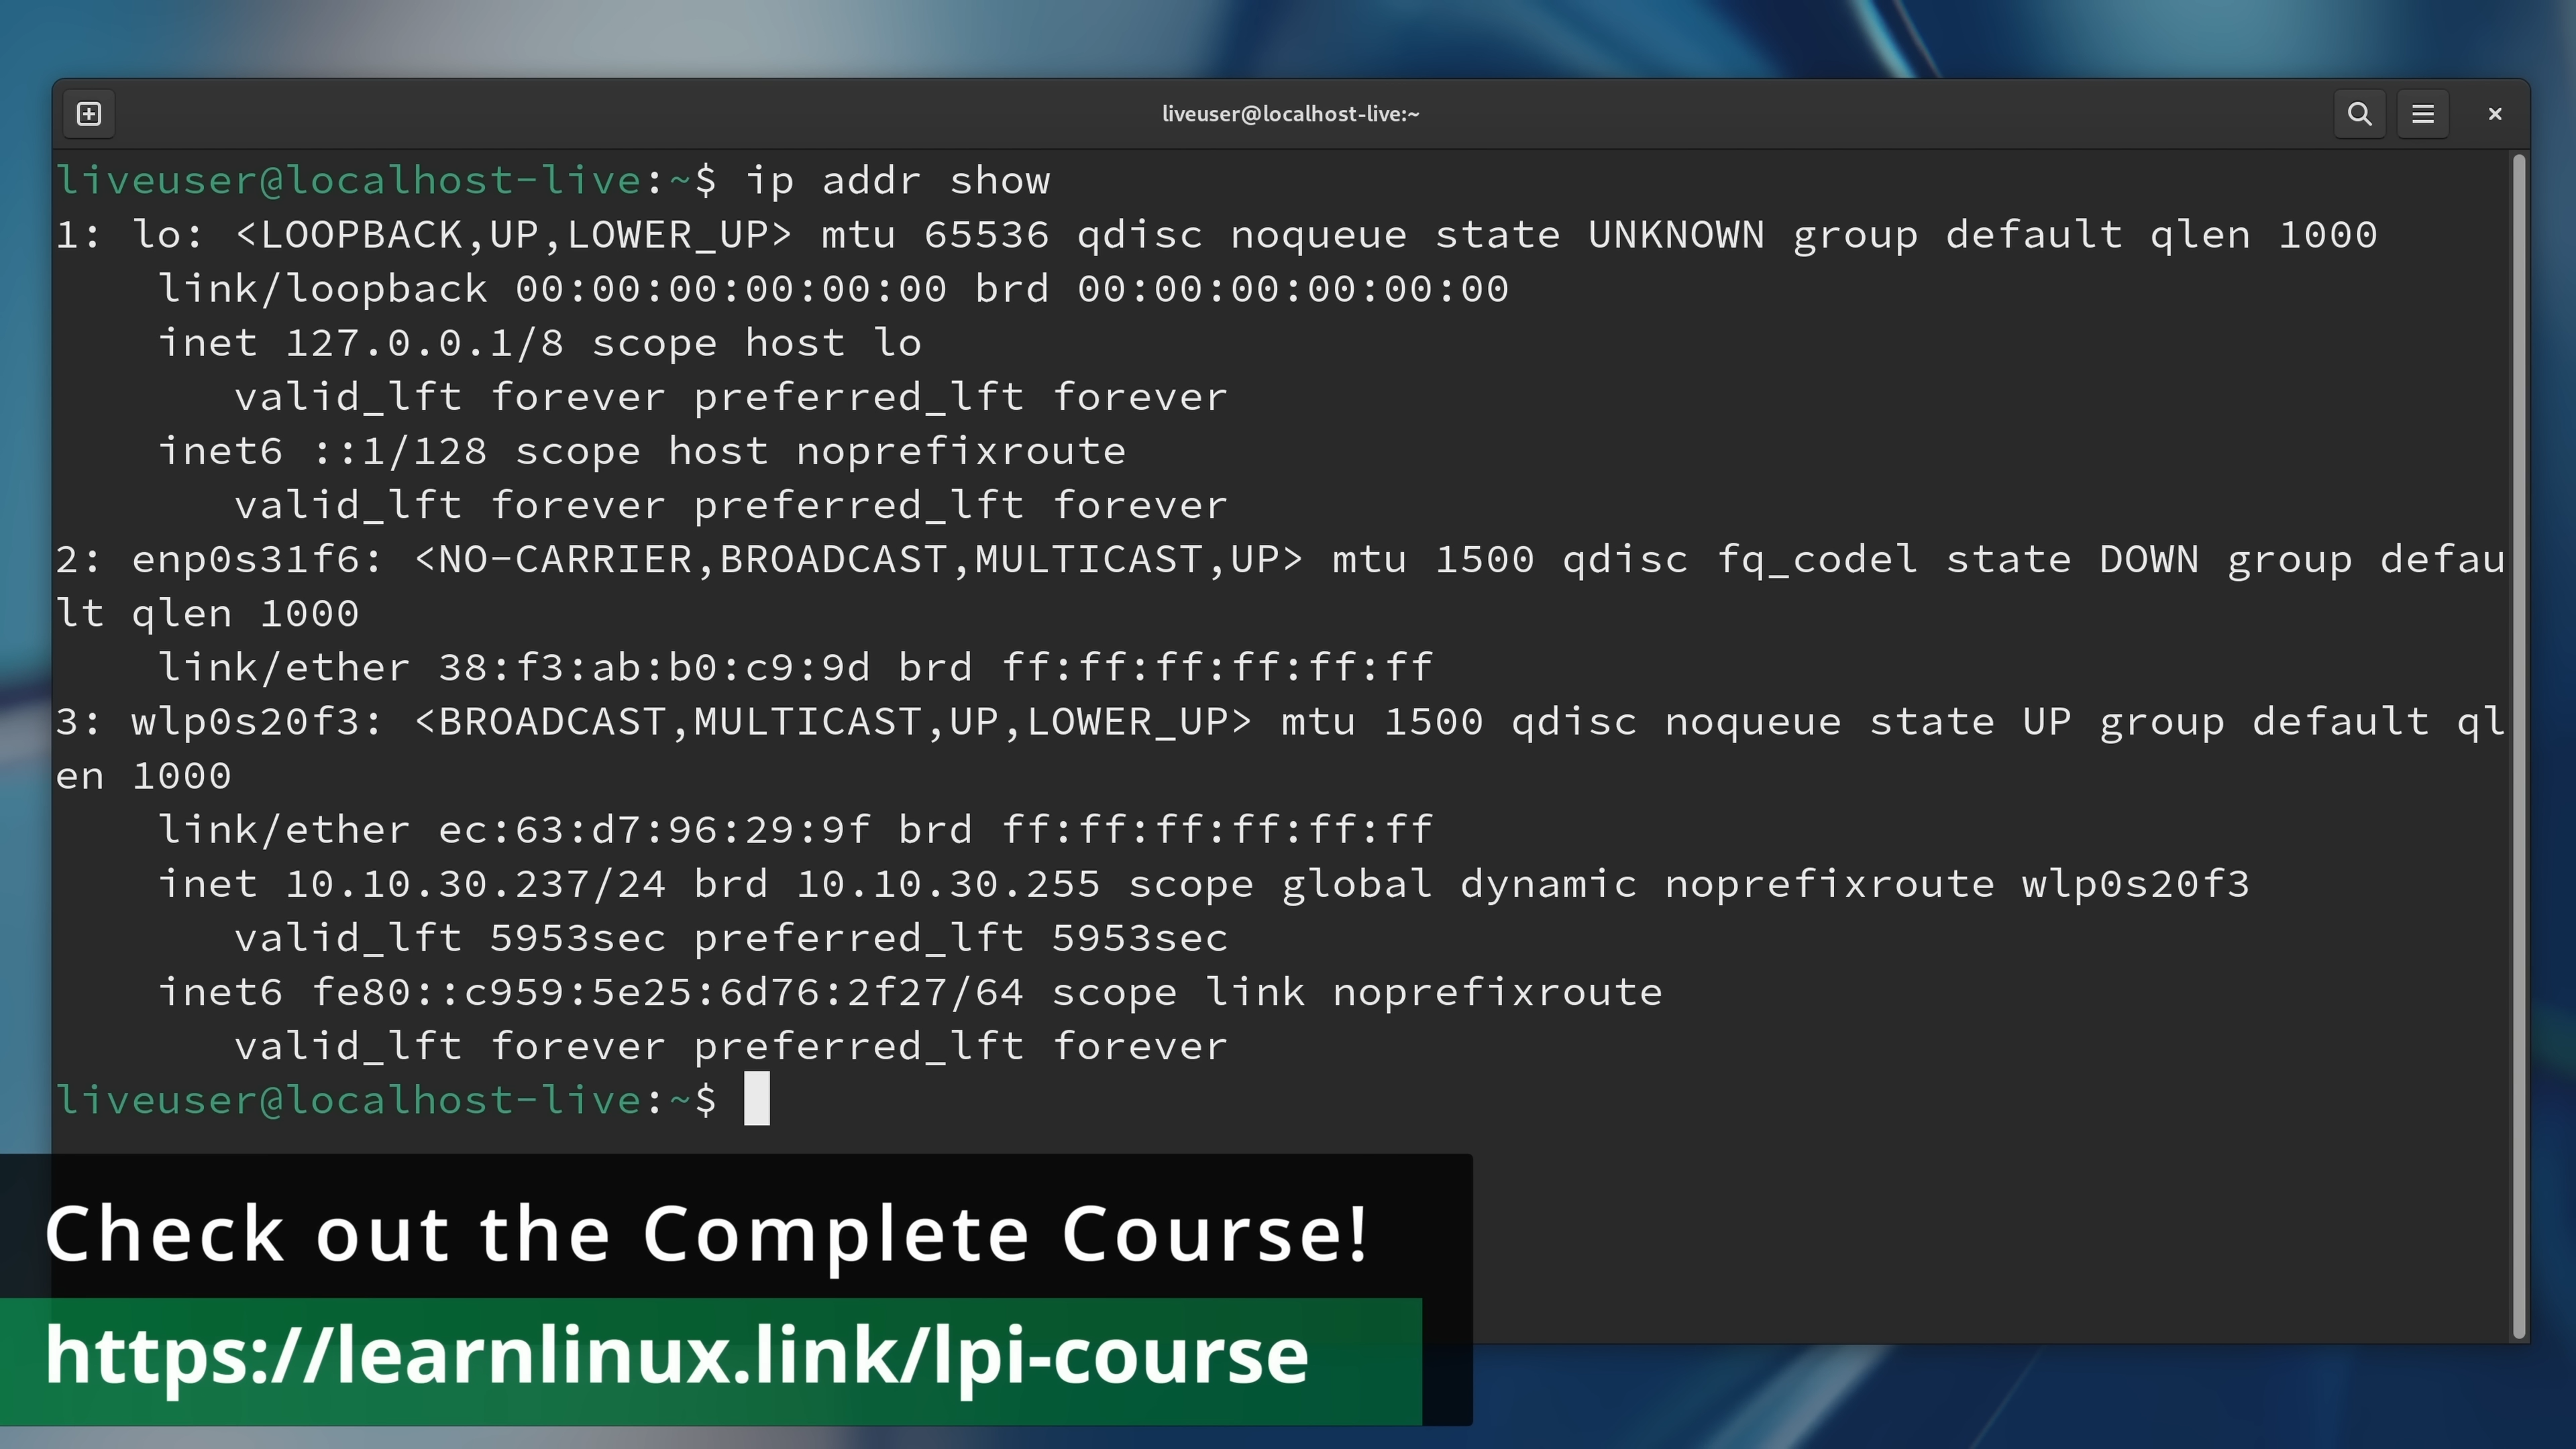 liveuser@localhost-live:~
liveuser@localhost-live:~$ ip addr show
1: lo: <LOOPBACK,UP,LOWER_UP> mtu 65536 qdisc noqueue state UNKNOWN group default qlen 1000
    link/loopback 00:00:00:00:00:00 brd 00:00:00:00:00:00
    inet 127.0.0.1/8 scope host lo
       valid_lft forever preferred_lft forever
    inet6 ::1/128 scope host noprefixroute
       valid_lft forever preferred_lft forever
2: enp0s31f6: <NO-CARRIER,BROADCAST,MULTICAST,UP> mtu 1500 qdisc fq_codel state DOWN group defau
lt qlen 1000
    link/ether 38:f3:ab:b0:c9:9d brd ff:ff:ff:ff:ff:ff
3: wlp0s20f3: <BROADCAST,MULTICAST,UP,LOWER_UP> mtu 1500 qdisc noqueue state UP group default ql
en 1000
    link/ether ec:63:d7:96:29:9f brd ff:ff:ff:ff:ff:ff
    inet 10.10.30.237/24 brd 10.10.30.255 scope global dynamic noprefixroute wlp0s20f3
       valid_lft 5953sec preferred_lft 5953sec
    inet6 fe80::c959:5e25:6d76:2f27/64 scope link noprefixroute
       valid_lft forever preferred_lft forever
liveuser@localhost-live:~$
Check out the Complete Course!
https://learnlinux.link/lpi-course